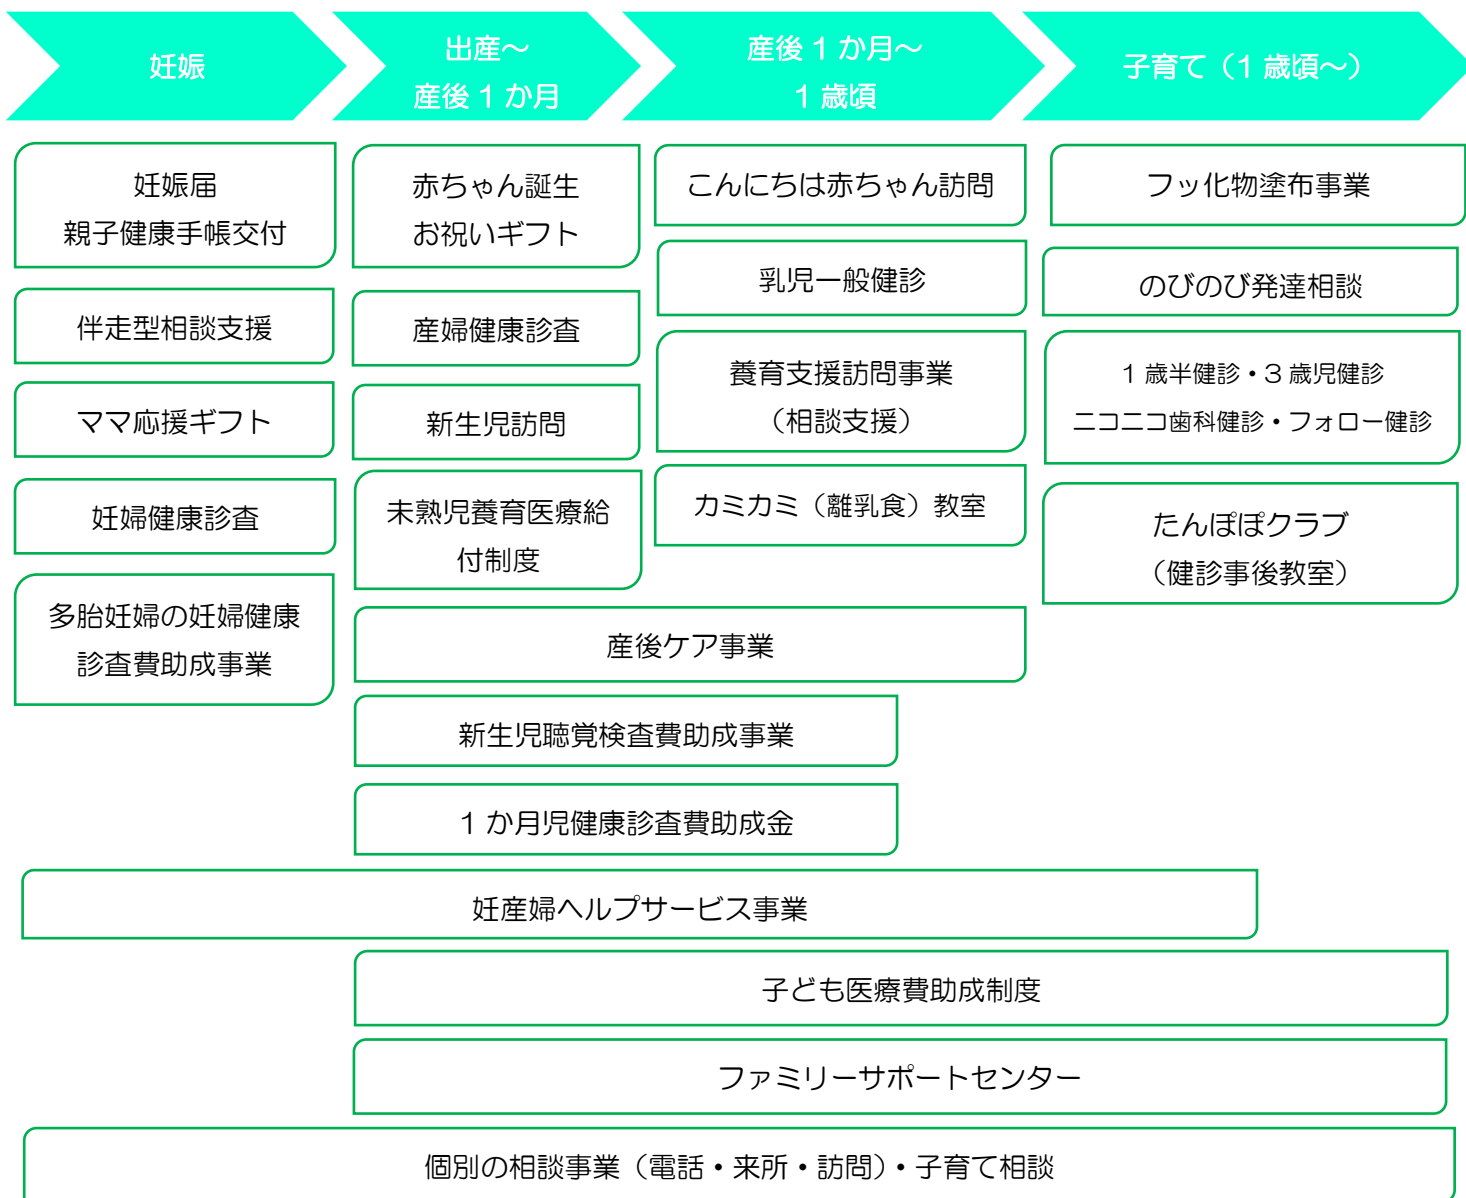 妊娠
出産～
産後1か月
産後1か月～
1歳頃
子育て（1歳頃～）
妊娠届
親子健康手帳交付
伴走型相談支援
ママ応援ギフト
妊婦健康診査
多胎妊婦の妊婦健康
診査費助成事業
赤ちゃん誕生
お祝いギフト
産婦健康診査
新生児訪問
未熟児養育医療給
付制度
こんにちは赤ちゃん訪問
乳児一般健診
養育支援訪問事業
（相談支援）
カミカミ（離乳食）教室
フッ化物塗布事業
のびのび発達相談
1歳半健診・3歳児健診
ニコニコ歯科健診・フォロー健診
たんぽぽクラブ
（健診事後教室）
産後ケア事業
新生児聴覚検査費助成事業
1か月児健康診査費助成金
妊産婦ヘルプサービス事業
子ども医療費助成制度
ファミリーサポートセンター
個別の相談事業（電話・来所・訪問）・子育て相談